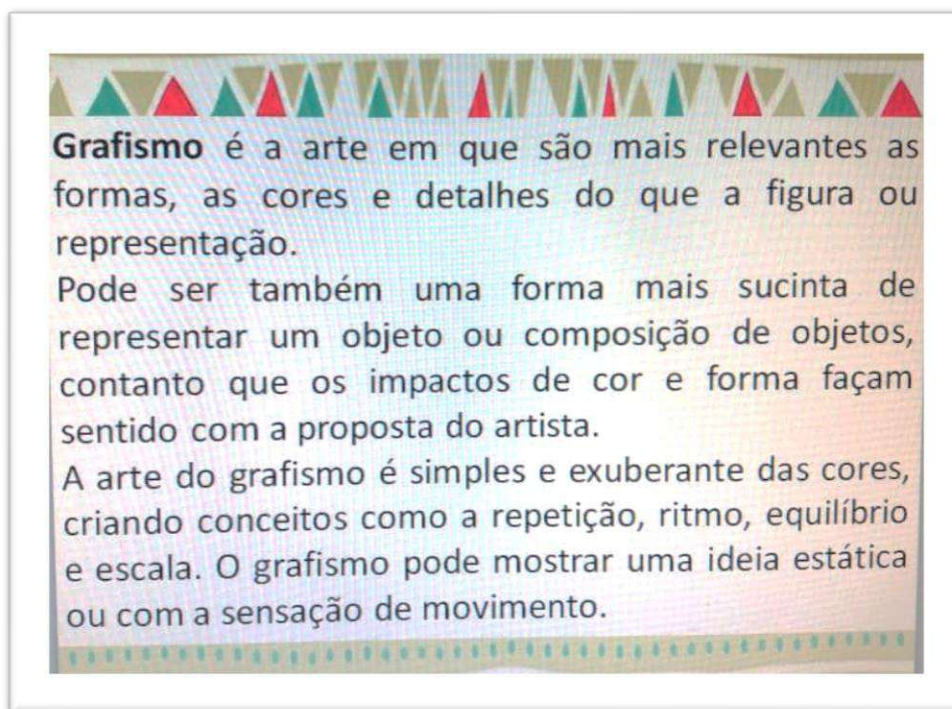 Grafismo é a arte em que são mais relevantes as
formas, as cores e detalhes do que a figura ou
representação.
Pode ser também uma forma mais sucinta de
representar um objeto ou composição de objetos,
contanto que os impactos de cor e forma façam
sentido com a proposta do artista.
A arte do grafismo é simples e exuberante das cores,
criando conceitos como a repetição, ritmo, equilíbrio
e escala. O grafismo pode mostrar uma ideia estática
ou com a sensação de movimento.